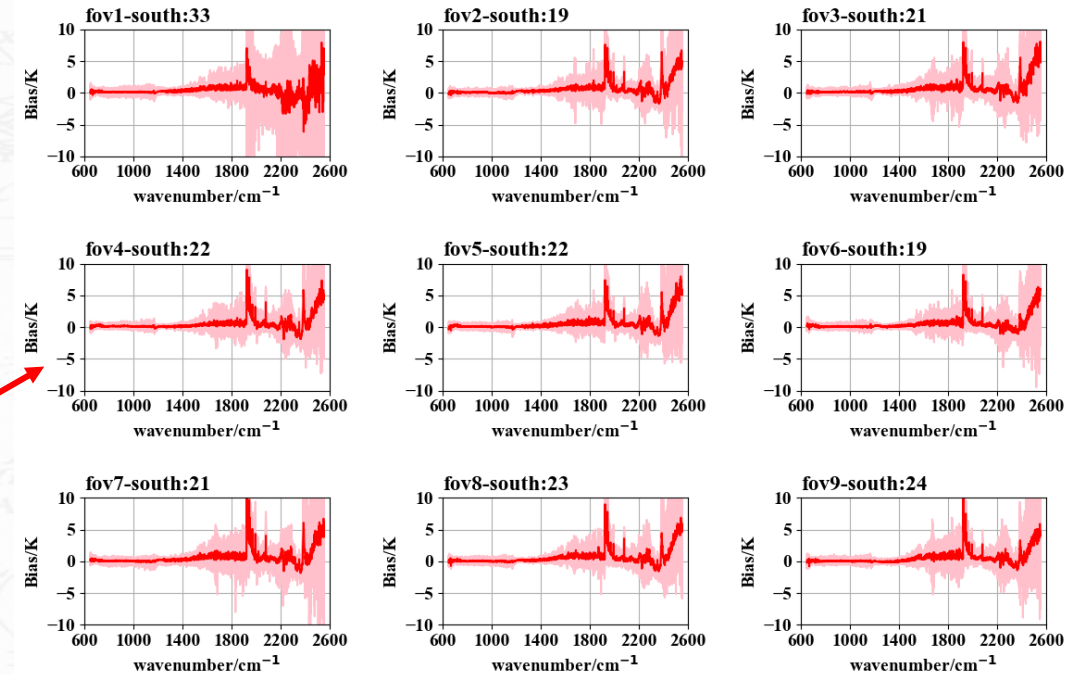 fov1-south:33 fov2-south:19 fov3-south:21
10 10 10
5 5 5
0 0 0
−5 −5 −5
−10 −10 −10
Bias/K Bias/K Bias/K
600 1000 1400 1800 2200 2600 600 1000 1400 1800 2200 2600 600 1000 1400 1800 2200 2600
wavenumber/cm⁻¹ wavenumber/cm⁻¹ wavenumber/cm⁻¹
fov4-south:22 fov5-south:22 fov6-south:19
10 10 10
5 5 5
0 0 0
−5 −5 −5
−10 −10 −10
Bias/K Bias/K Bias/K
600 1000 1400 1800 2200 2600 600 1000 1400 1800 2200 2600 600 1000 1400 1800 2200 2600
wavenumber/cm⁻¹ wavenumber/cm⁻¹ wavenumber/cm⁻¹
fov7-south:21 fov8-south:23 fov9-south:24
10 10 10
5 5 5
0 0 0
−5 −5 −5
−10 −10 −10
Bias/K Bias/K Bias/K
600 1000 1400 1800 2200 2600 600 1000 1400 1800 2200 2600 600 1000 1400 1800 2200 2600
wavenumber/cm⁻¹ wavenumber/cm⁻¹ wavenumber/cm⁻¹